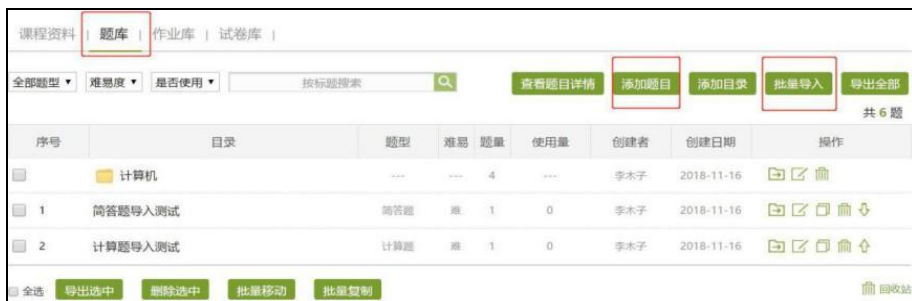 课程资料 | 题库 | 作业库 | 试卷库 |
全部题型 ▼ 难易度 ▼ 是否使用 ▼ 按标题搜索 查看题目详情 添加题目 添加目录 批量导入 导出全部
共 6 题
序号 目录 题型 难易 题量 使用量 创建者 创建日期 操作
计算机 --- --- 4 --- 李木子 2018-11-16
1 简答题导入测试 简答题 难 1 0 李木子 2018-11-16
2 计算题导入测试 计算题 难 1 0 李木子 2018-11-16
全选 导出选中 删除选中 批量移动 批量复制 回收站